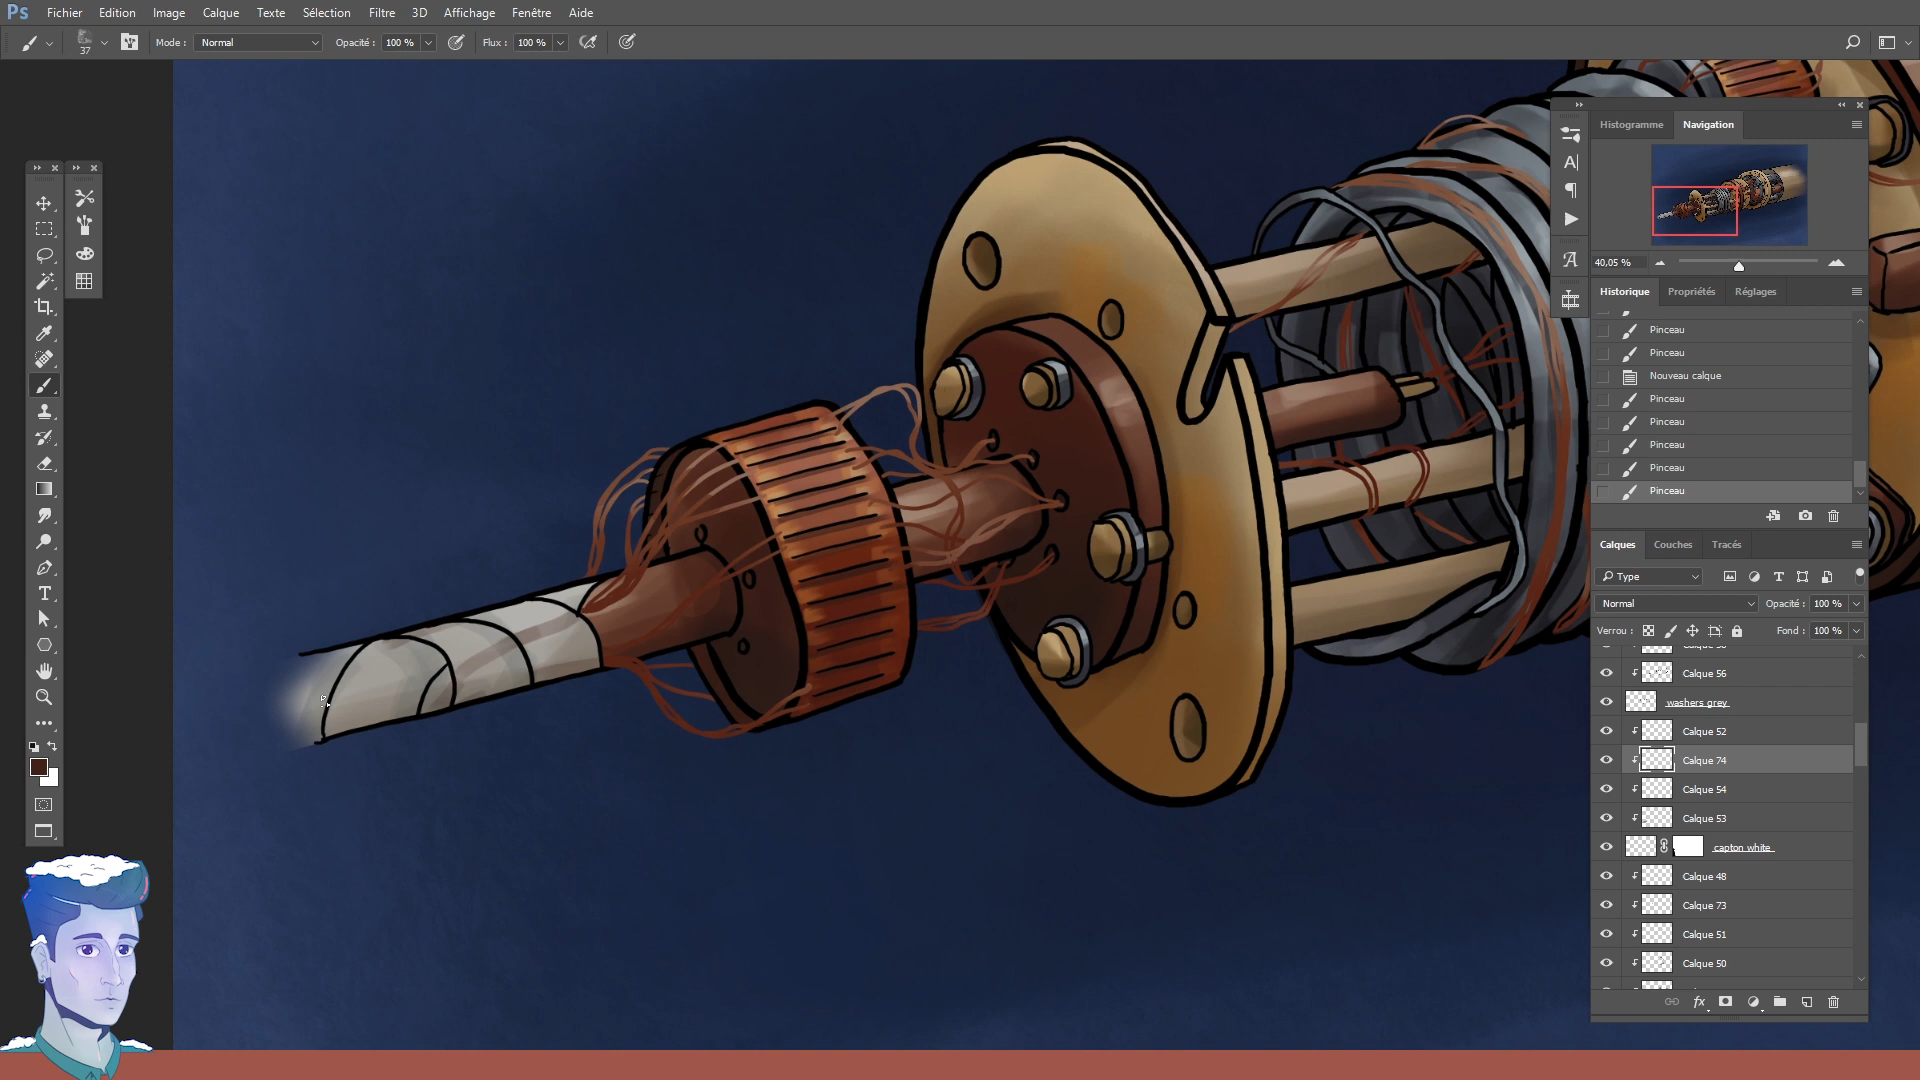 Ps Fichier Edition Image Calque Texte Sélection Filtre 3D Affichage Fenêtre Aide
37 Mode : Normal Opacité : 100 % Flux : 100 %
Histogramme Navigation
40,05 %
Historique Propriétés Réglages
Pinceau
Pinceau
Nouveau calque
Pinceau
Pinceau
Pinceau
Pinceau
Pinceau
Calques Couches Tracés
Type
Normal Opacité : 100 %
Verrou : Fond : 100 %
Calque 56
washers grey
Calque 52
Calque 74
Calque 54
Calque 53
capton white
Calque 48
Calque 73
Calque 51
Calque 50
fx